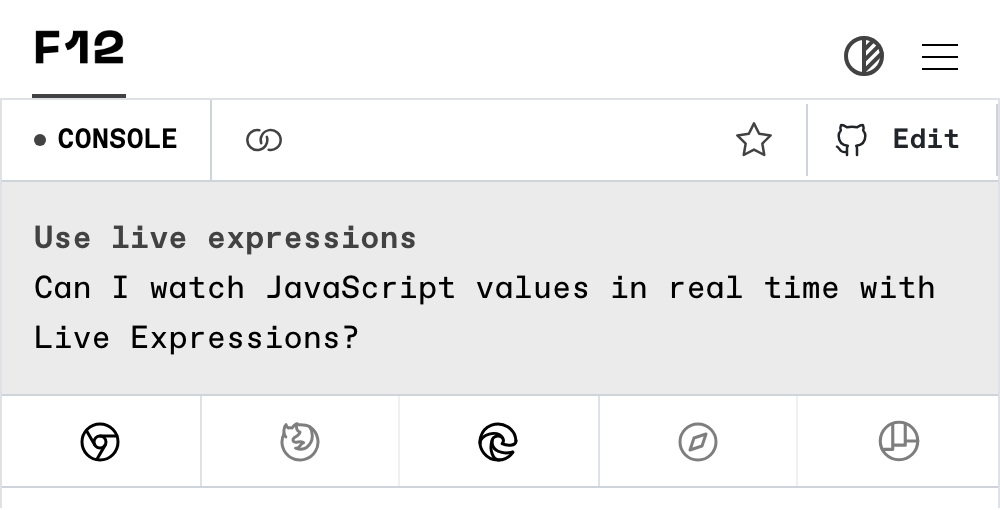 F12
CONSOLE
Edit
Use live expressions
Can I watch JavaScript values in real time with
Live Expressions?